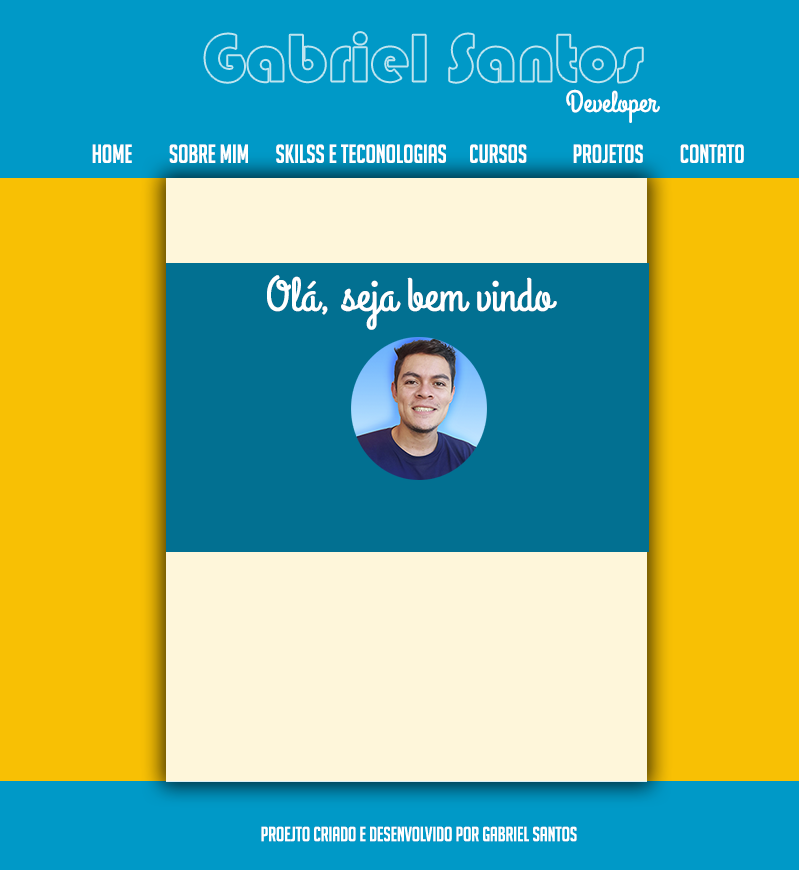 Gabriel Santos
Developer
HOME SOBRE MIM SKILSS E TECONOLOGIAS CURSOS PROJETOS CONTATO
Olá, seja bem vindo
PROEJTO CRIADO E DESENVOLVIDO POR GABRIEL SANTOS